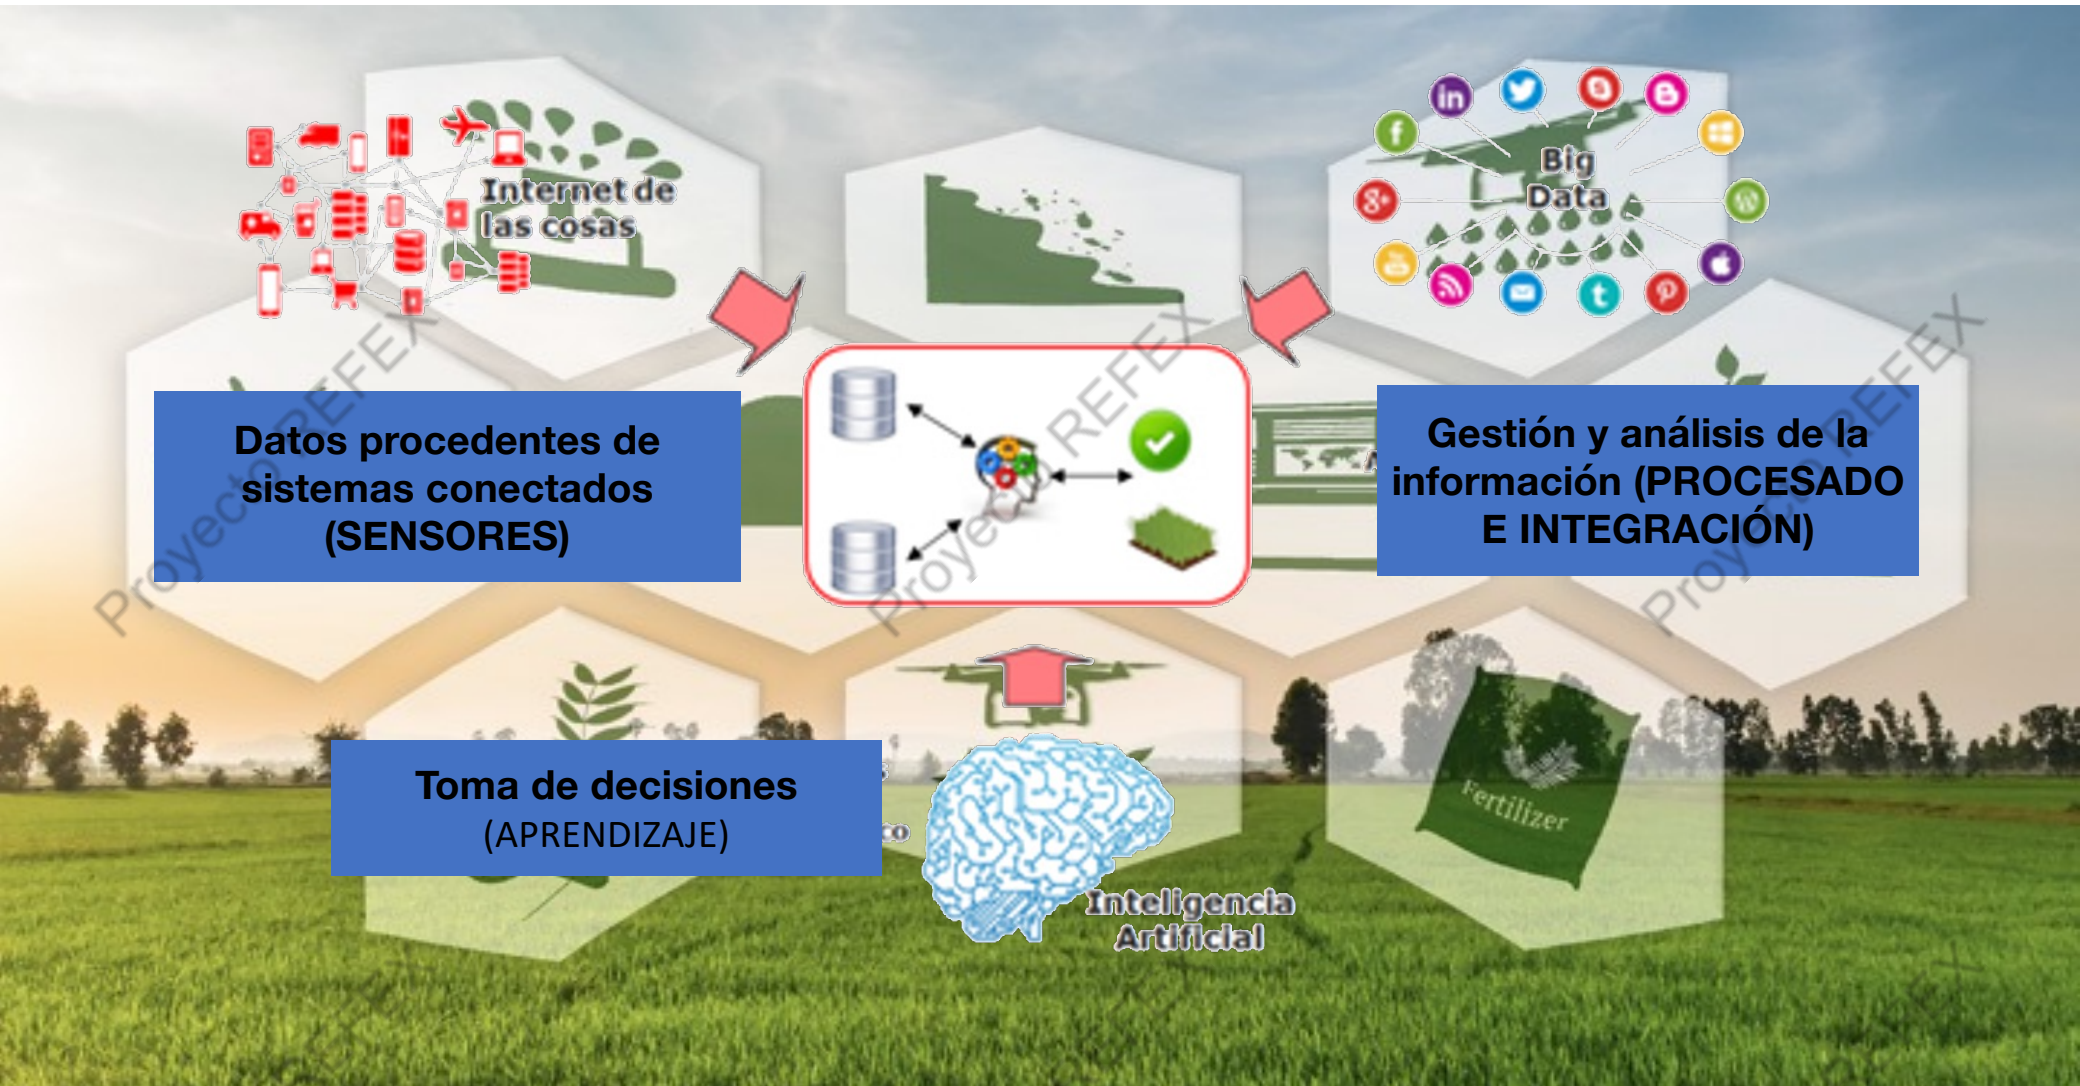 Internet de
las cosas
Big
Data
Datos procedentes de
sistemas conectados
(SENSORES)
Gestión y análisis de la
información (PROCESADO
E INTEGRACIÓN)
Proyecto REFEX
Proyecto REFEX
Proyecto REFEX
Toma de decisiones
(APRENDIZAJE)
Fertilizer
Inteligencia
Artificial